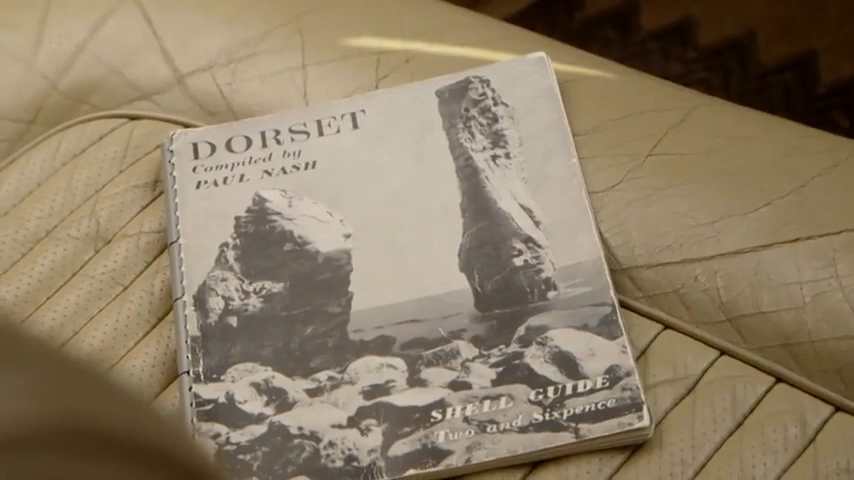 DORSET
Compiled by
PAUL NASH
SHELL GUIDE
Two and Sixpence